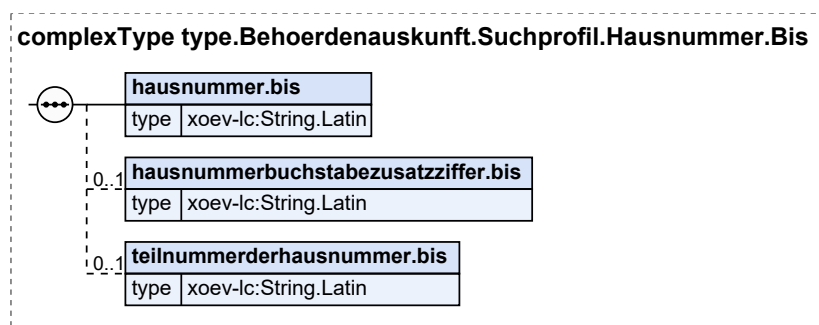 complexType type.Behoerdenauskunft.Suchprofil.Hausnummer.Bis
hausnummer.bis
type xoev-lc:String.Latin
0..1 hausnummerbuchstabezusatzziffer.bis
type xoev-lc:String.Latin
0..1 teilnummerderhausnummer.bis
type xoev-lc:String.Latin